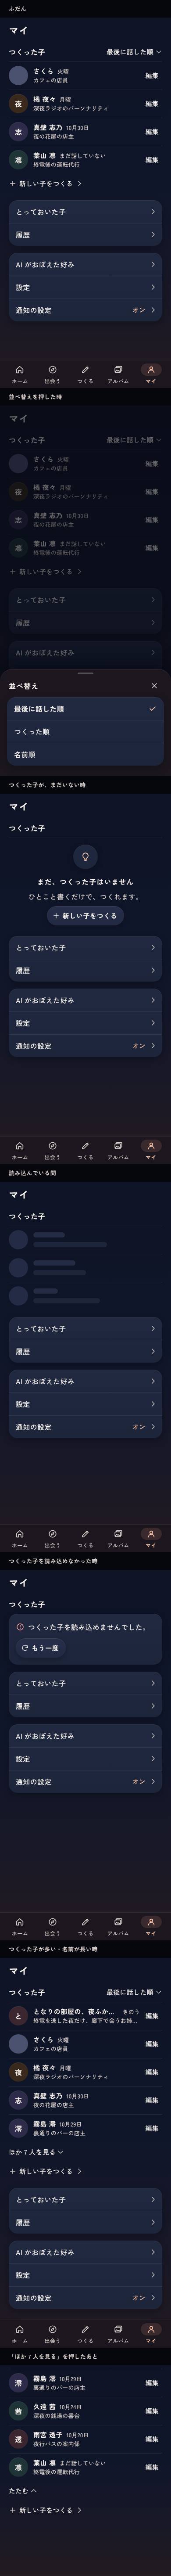 ふだん
マイ
つくった子
最後に話した順
さくら 火曜
カフェの店員
編集
夜
橘 夜々 月曜
深夜ラジオのパーソナリティ
編集
志
真壁 志乃 10月30日
夜の花屋の店主
編集
凛
葉山 凛 まだ話していない
終電後の運転代行
編集
＋ 新しい子をつくる
とっておいた子
履歴
AI がおぼえた好み
設定
通知の設定 オン
ホーム 出会う つくる アルバム マイ
並べ替えを押した時
マイ
つくった子
最後に話した順
さくら 火曜
カフェの店員
編集
夜
橘 夜々 月曜
深夜ラジオのパーソナリティ
編集
志
真壁 志乃 10月30日
夜の花屋の店主
編集
凛
葉山 凛 まだ話していない
終電後の運転代行
編集
＋ 新しい子をつくる
とっておいた子
履歴
AI がおぼえた好み
並べ替え
最後に話した順
つくった順
名前順
つくった子が、まだいない時
マイ
つくった子
まだ、つくった子はいません
ひとこと書くだけで、つくれます。
＋ 新しい子をつくる
とっておいた子
履歴
AI がおぼえた好み
設定
通知の設定 オン
ホーム 出会う つくる アルバム マイ
読み込んでいる間
マイ
つくった子
とっておいた子
履歴
AI がおぼえた好み
設定
通知の設定 オン
ホーム 出会う つくる アルバム マイ
つくった子を読み込めなかった時
マイ
つくった子
つくった子を読み込めませんでした。
もう一度
とっておいた子
履歴
AI がおぼえた好み
設定
通知の設定 オン
ホーム 出会う つくる アルバム マイ
つくった子が多い・名前が長い時
マイ
つくった子
最後に話した順
と
となりの部屋の、夜ふか… きのう
終電を逃した夜だけ、廊下で会うお姉…
編集
さくら 火曜
カフェの店員
編集
夜
橘 夜々 月曜
深夜ラジオのパーソナリティ
編集
志
真壁 志乃 10月30日
夜の花屋の店主
編集
澪
霧島 澪 10月29日
裏通りのバーの店主
編集
ほか 7 人を見る
＋ 新しい子をつくる
とっておいた子
履歴
AI がおぼえた好み
設定
通知の設定 オン
ホーム 出会う つくる アルバム マイ
「ほか 7 人を見る」を押したあと
澪
霧島 澪 10月29日
裏通りのバーの店主
編集
茜
久遠 茜 10月24日
深夜の銭湯の番台
編集
透
雨宮 透子 10月20日
夜行バスの案内係
編集
凛
葉山 凛 まだ話していない
終電後の運転代行
編集
たたむ
＋ 新しい子をつくる